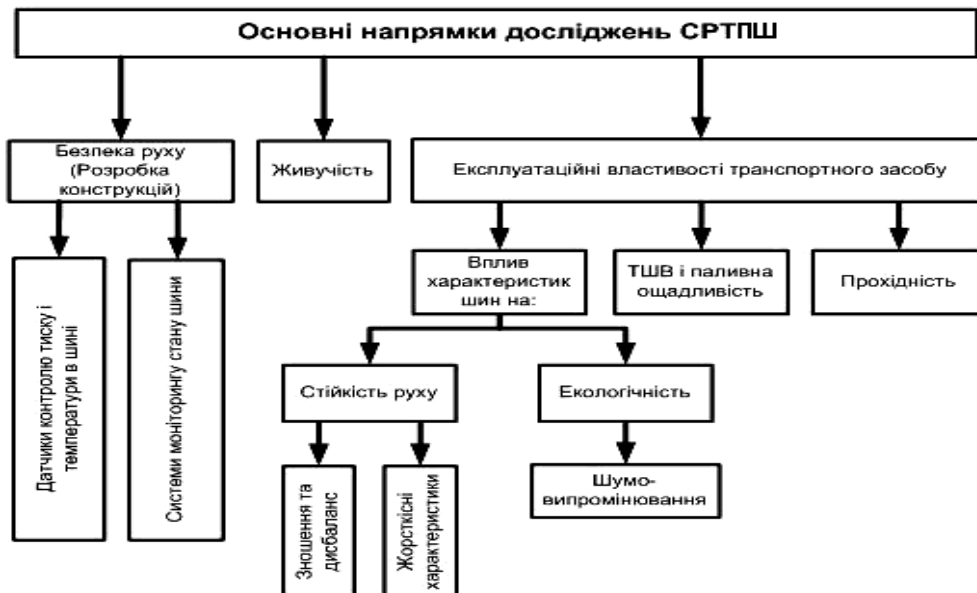 Основні напрямки досліджень СРТПШ
Безпека руху
(Розробка
конструкцій)
Живучість
Експлуатаційні властивості транспортного засобу
Датчики контролю тиску і
температури в шині
Системи моніторингу стану шини
Вплив
характеристик
шин на:
ТШВ і паливна
ощадливість
Прохідність
Стійкість руху
Екологічність
Зношення та
дисбаланс
Жорсткісні
характеристики
Шумо-
випромінювання